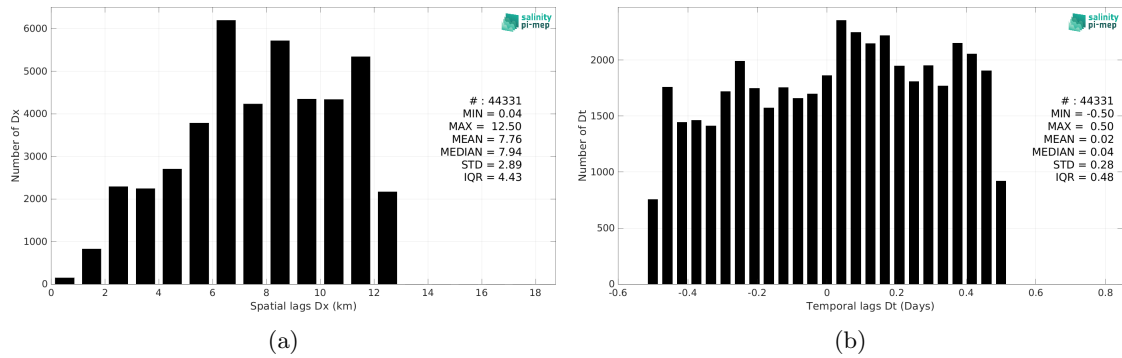 salinity
pi-mep
6000
5000
4000
3000
2000
1000
0
Number of Dx
# : 44331
MIN = 0.04
MAX = 12.50
MEAN = 7.76
MEDIAN = 7.94
STD = 2.89
IQR = 4.43
0 2 4 6 8 10 12 14 16 18
Spatial lags Dx (km)
(a)
salinity
pi-mep
2000
1500
1000
500
0
Number of Dt
# : 44331
MIN = -0.50
MAX = 0.50
MEAN = 0.02
MEDIAN = 0.04
STD = 0.28
IQR = 0.48
-0.6 -0.4 -0.2 0 0.2 0.4 0.6 0.8
Temporal lags Dt (Days)
(b)